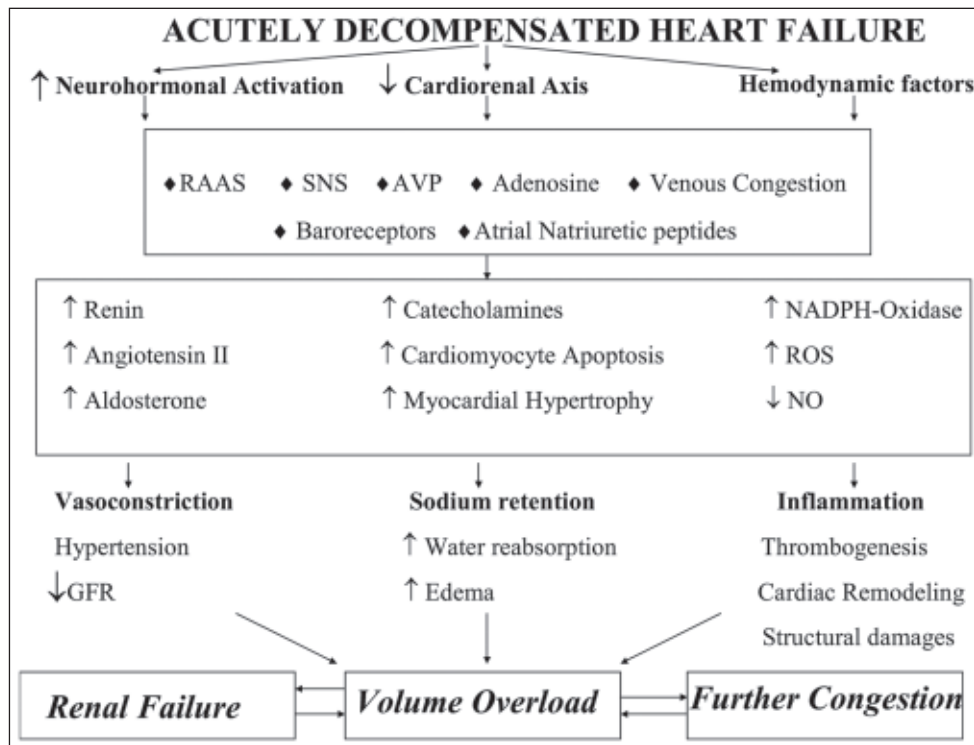 ACUTELY DECOMPENSATED HEART FAILURE
↑ Neurohormonal Activation ↓ Cardiorenal Axis Hemodynamic factors
♦RAAS ♦ SNS ♦ AVP ♦ Adenosine ♦ Venous Congestion
♦ Baroreceptors ♦Atrial Natriuretic peptides
↑ Renin ↑ Catecholamines ↑ NADPH-Oxidase
↑ Angiotensin II ↑ Cardiomyocyte Apoptosis ↑ ROS
↑ Aldosterone ↑ Myocardial Hypertrophy ↓ NO
Vasoconstriction Sodium retention Inflammation
Hypertension ↑ Water reabsorption Thrombogenesis
↓GFR ↑ Edema Cardiac Remodeling
Structural damages
Renal Failure Volume Overload Further Congestion